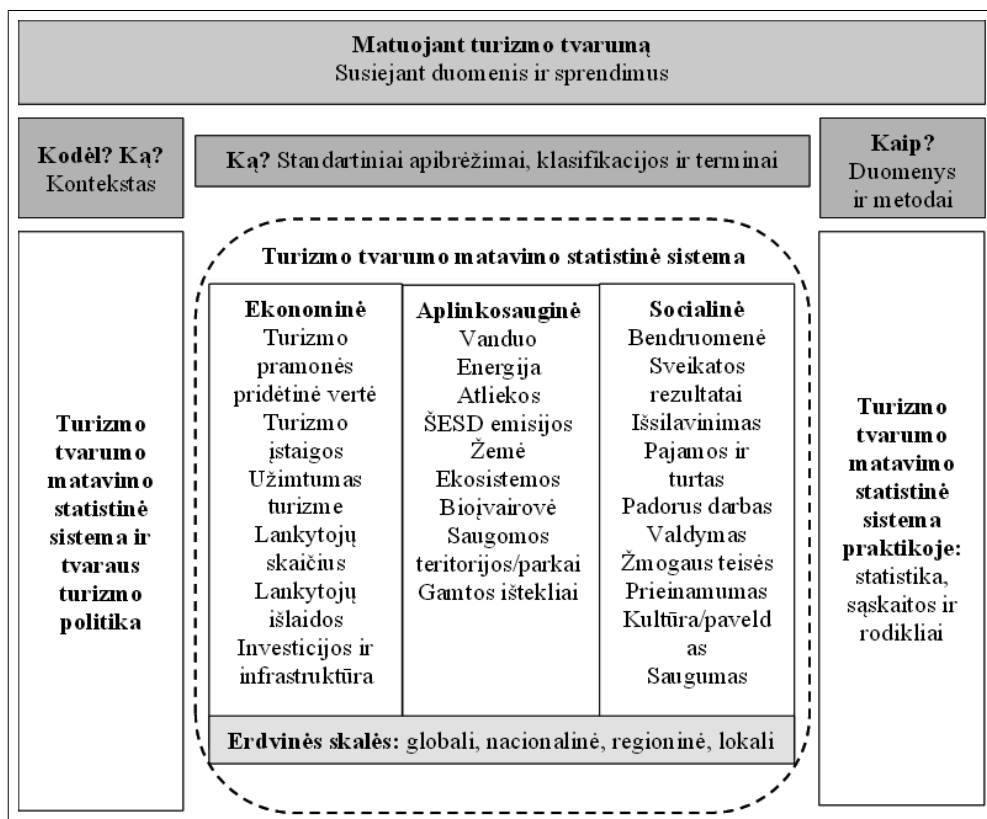 Matuojant turizmo tvarumą
Susiejant duomenis ir sprendimus
Kodėl? Ką?
Kontekstas
Ką? Standartiniai apibrėžimai, klasifikacijos ir terminai
Kaip?
Duomenys
ir metodai
Turizmo
tvarumo
matavimo
statistinė
sistema ir
tvaraus
turizmo
politika
Turizmo tvarumo matavimo statistinė sistema
Ekonominė
Turizmo
pramonės
pridėtinė vertė
Turizmo
įstaigos
Užimtumas
turizme
Lankytojų
skaičius
Lankytojų
išlaidos
Investicijos ir
infrastruktūra
Aplinkosauginė
Vanduo
Energija
Atliekos
ŠESD emisijos
Žemė
Ekosistemos
Bioįvairovė
Saugomos
teritorijos/parkai
Gamtos ištekliai
Socialinė
Bendruomenė
Sveikatos
rezultatai
Išsilavinimas
Pajamos ir
turtas
Padorus darbas
Valdymas
Žmogaus teisės
Prieinamumas
Kultūra/paveld
as
Saugumas
Erdvinės skalės: globali, nacionalinė, regioninė, lokali
Turizmo
tvarumo
matavimo
statistinė
sistema
praktikoje:
statistika,
sąskaitos ir
rodikliai